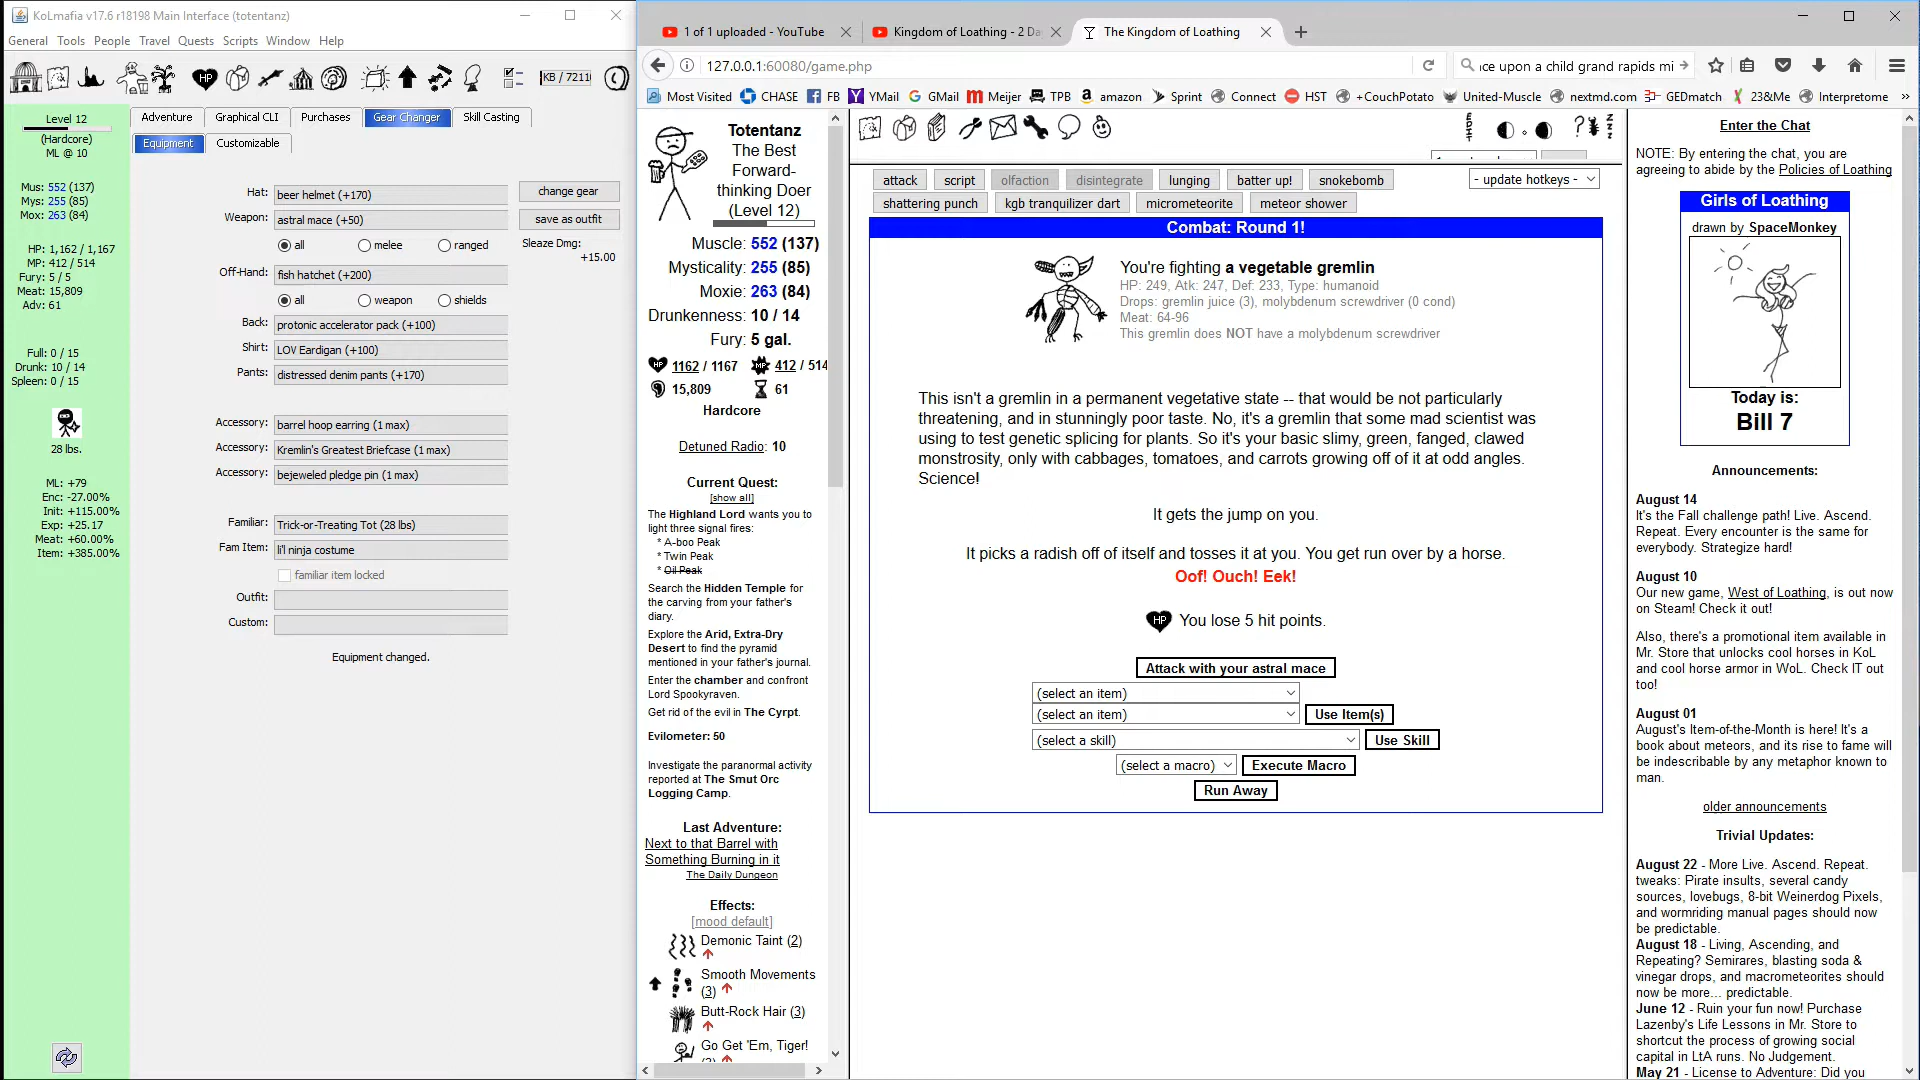 KoLmafia v17.6 r18198 Main Interface (totentanz)
General Tools People Travel Quests Scripts Window Help
HP
KB / 7211
Level 12
(Hardcore)
ML @ 10
Mus: 552 (137)
Mys: 255 (85)
Mox: 263 (84)
HP: 1,162 / 1,167
MP: 412 / 514
Fury: 5 / 5
Meat: 15,809
Adv: 61
Full: 0 / 15
Drunk: 10 / 14
Spleen: 0 / 15
28 lbs.
ML: +79
Enc: -27.00%
Init: +115.00%
Exp: +25.17
Meat: +60.00%
Item: +385.00%
Adventure Graphical CLI Purchases Gear Changer Skill Casting
Equipment Customizable
Hat: beer helmet (+170) change gear
Weapon: astral mace (+50) save as outfit
all melee ranged
Sleaze Dmg:
+15.00
Off-Hand: fish hatchet (+200)
all weapon shields
Back: protonic accelerator pack (+100)
Shirt: LOV Eardigan (+100)
Pants: distressed denim pants (+170)
Accessory: barrel hoop earring (1 max)
Accessory: Kremlin's Greatest Briefcase (1 max)
Accessory: bejeweled pledge pin (1 max)
Familiar: Trick-or-Treating Tot (28 lbs)
Fam Item: li'l ninja costume
familiar item locked
Outfit:
Custom:
Equipment changed.
1 of 1 uploaded - YouTube
Kingdom of Loathing - 2 Da
The Kingdom of Loathing
127.0.0.1:60080/game.php
ce upon a child grand rapids mi
Most Visited CHASE FB YMail GMail Meijer TPB amazon Sprint Connect HST +CouchPotato United-Muscle nextmd.com GEDmatch 23&Me Interpretome
Totentanz
The Best
Forward-
thinking Doer
(Level 12)
Muscle: 552 (137)
Mysticality: 255 (85)
Moxie: 263 (84)
Drunkenness: 10 / 14
Fury: 5 gal.
HP 1162 / 1167 MP 412 / 514
15,809 61
Hardcore
Detuned Radio: 10
Current Quest:
[show all]
The Highland Lord wants you to
light three signal fires:
* A-boo Peak
* Twin Peak
* Oil Peak
Search the Hidden Temple for
the carving from your father's
diary.
Explore the Arid, Extra-Dry
Desert to find the pyramid
mentioned in your father's journal.
Enter the chamber and confront
Lord Spookyraven.
Get rid of the evil in The Cyrpt.
Evilometer: 50
Investigate the paranormal activity
reported at The Smut Orc
Logging Camp.
Last Adventure:
Next to that Barrel with
Something Burning in it
The Daily Dungeon
Effects:
[mood default]
Demonic Taint (2)
Smooth Movements
(3)
Butt-Rock Hair (3)
Go Get 'Em, Tiger!
EDIT
attack script olfaction disintegrate lunging batter up! snokebomb - update hotkeys -
shattering punch kgb tranquilizer dart micrometeorite meteor shower
Combat: Round 1!
You're fighting a vegetable gremlin
HP: 249, Atk: 247, Def: 233, Type: humanoid
Drops: gremlin juice (3), molybdenum screwdriver (0 cond)
Meat: 64-96
This gremlin does NOT have a molybdenum screwdriver
This isn't a gremlin in a permanent vegetative state -- that would be not particularly
threatening, and in stunningly poor taste. No, it's a gremlin that some mad scientist was
using to test genetic splicing for plants. So it's your basic slimy, green, fanged, clawed
monstrosity, only with cabbages, tomatoes, and carrots growing off of it at odd angles.
Science!
It gets the jump on you.
It picks a radish off of itself and tosses it at you. You get run over by a horse.
Oof! Ouch! Eek!
HP You lose 5 hit points.
Attack with your astral mace
(select an item)
(select an item) Use Item(s)
(select a skill) Use Skill
(select a macro) Execute Macro
Run Away
Enter the Chat
NOTE: By entering the chat, you are
agreeing to abide by the Policies of Loathing
Girls of Loathing
drawn by SpaceMonkey
Today is:
Bill 7
Announcements:
August 14
It's the Fall challenge path! Live. Ascend.
Repeat. Every encounter is the same for
everybody. Strategize hard!
August 10
Our new game, West of Loathing, is out now
on Steam! Check it out!
Also, there's a promotional item available in
Mr. Store that unlocks cool horses in KoL
and cool horse armor in WoL. Check IT out
too!
August 01
August's Item-of-the-Month is here! It's a
book about meteors, and its rise to fame will
be indescribable by any metaphor known to
man.
older announcements
Trivial Updates:
August 22 - More Live. Ascend. Repeat.
tweaks: Pirate insults, several candy
sources, lovebugs, 8-bit Weinerdog Pixels,
and wormriding manual pages should now
be predictable.
August 18 - Living, Ascending, and
Repeating? Semirares, blasting soda &
vinegar drops, and macrometeorites should
now be more... predictable.
June 12 - Ruin your fun now! Purchase
Lazenby's Life Lessons in Mr. Store to
shortcut the process of growing social
capital in LtA runs. No Judgement.
May 21 - License to Adventure: Did you